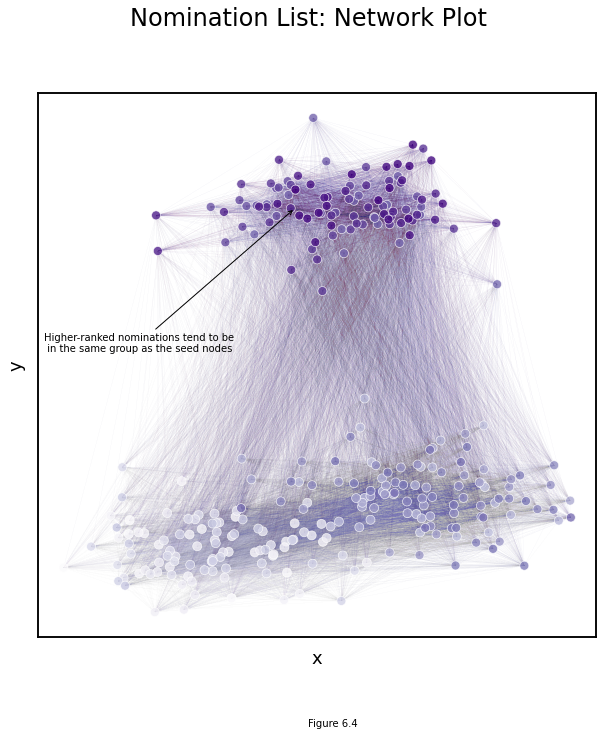 Nomination List: Network Plot
Higher-ranked nominations tend to be
in the same group as the seed nodes
y
x
Figure 6.4